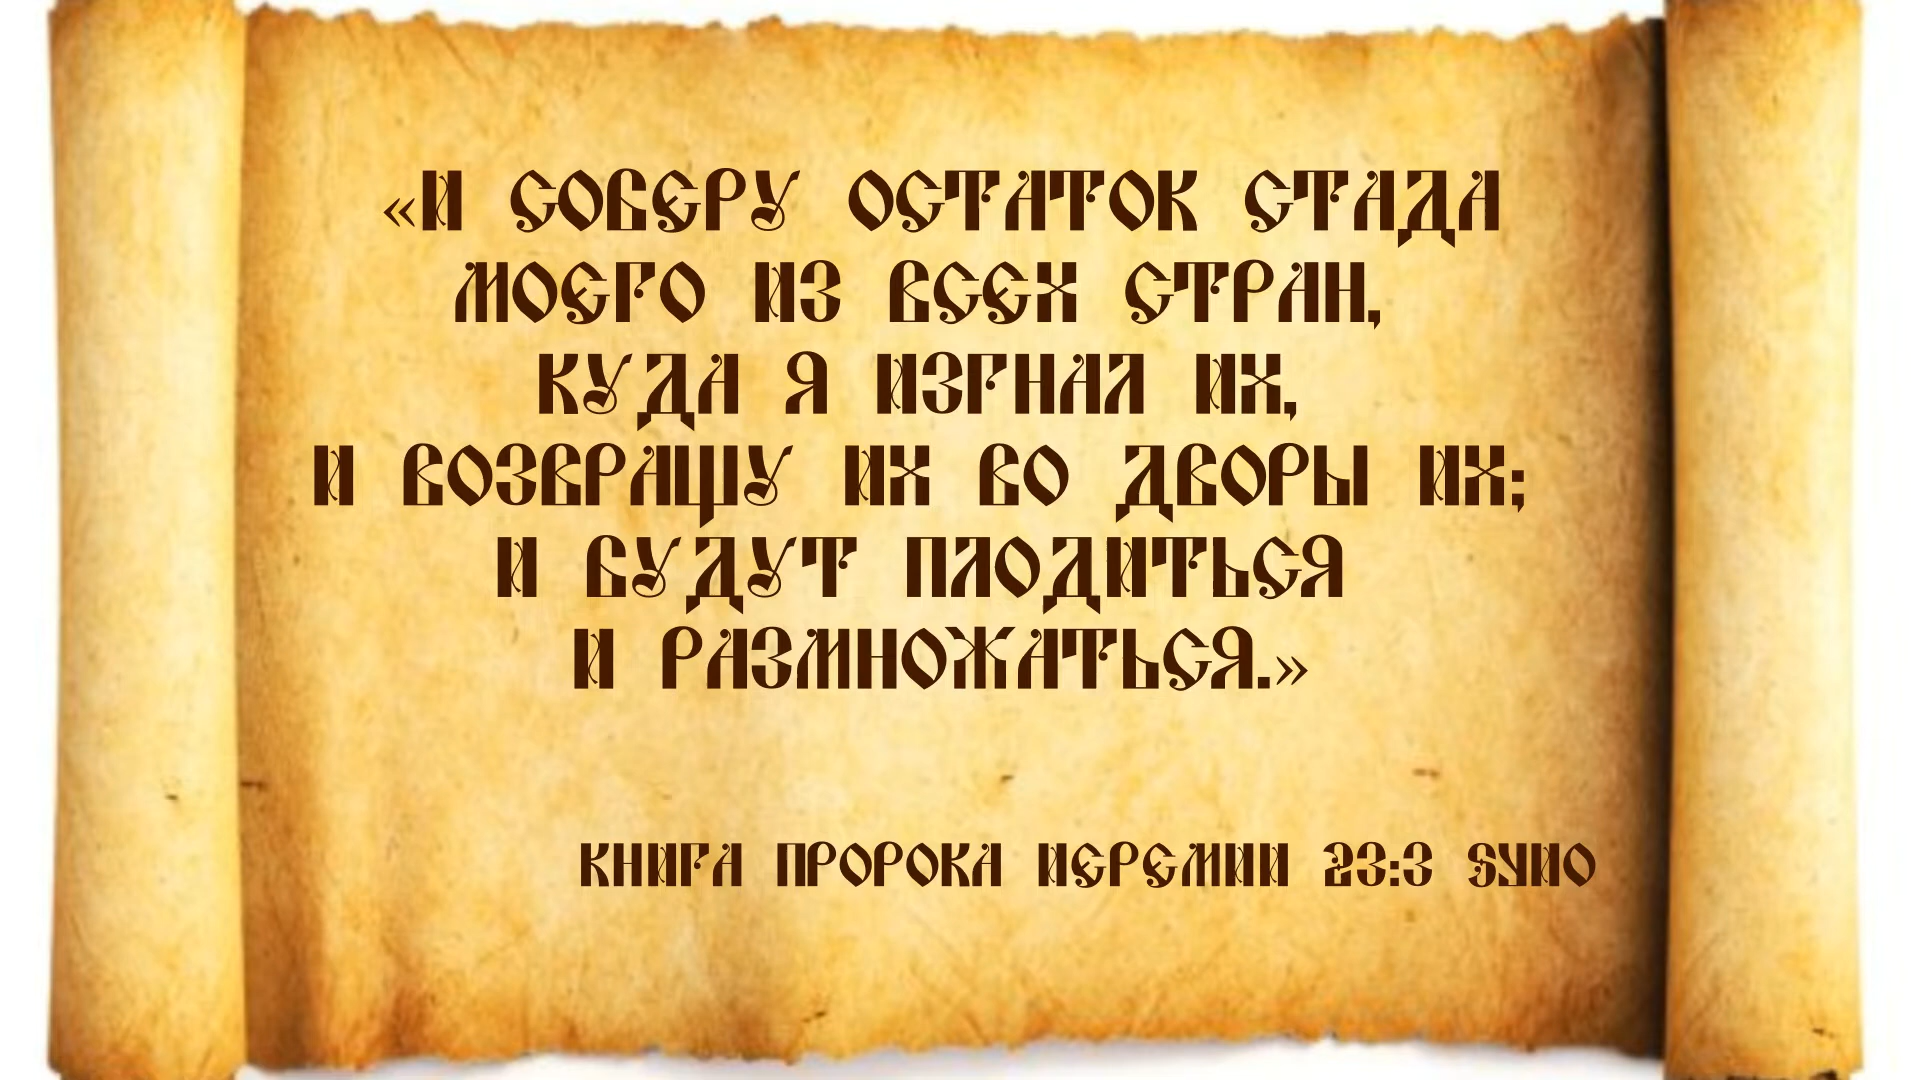 «И СОБЕРУ ОСТАТОК СТАДА
МОЕГО ИЗ ВСЕХ СТРАН,
КУДА Я ИЗГНАЛ ИХ,
И ВОЗВРАЩУ ИХ ВО ДВОРЫ ИХ;
И БУДУТ ПЛОДИТЬСЯ
И РАЗМНОЖАТЬСЯ.»
КНИГА ПРОРОКА ИЕРЕМИИ 23:3 SYNO